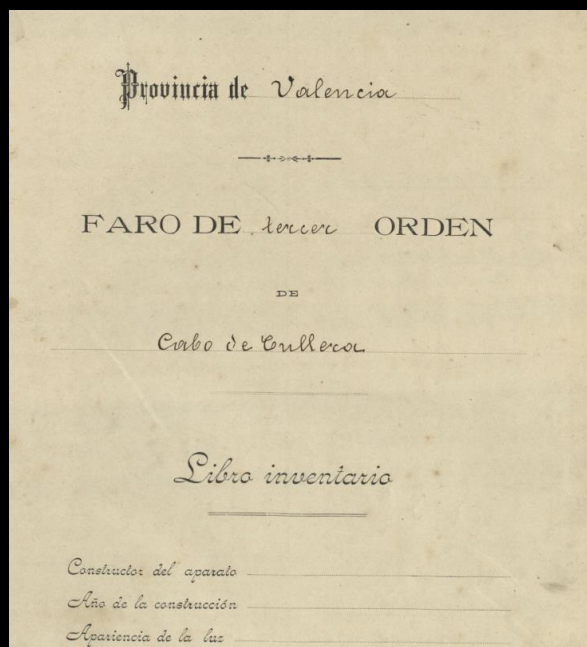 Provincia de Valencia
FARO DE tercer ORDEN
DE
Cabo de Cullera
Libro inventario
Constructor del aparato
Año de la construcción
Apariencia de la luz